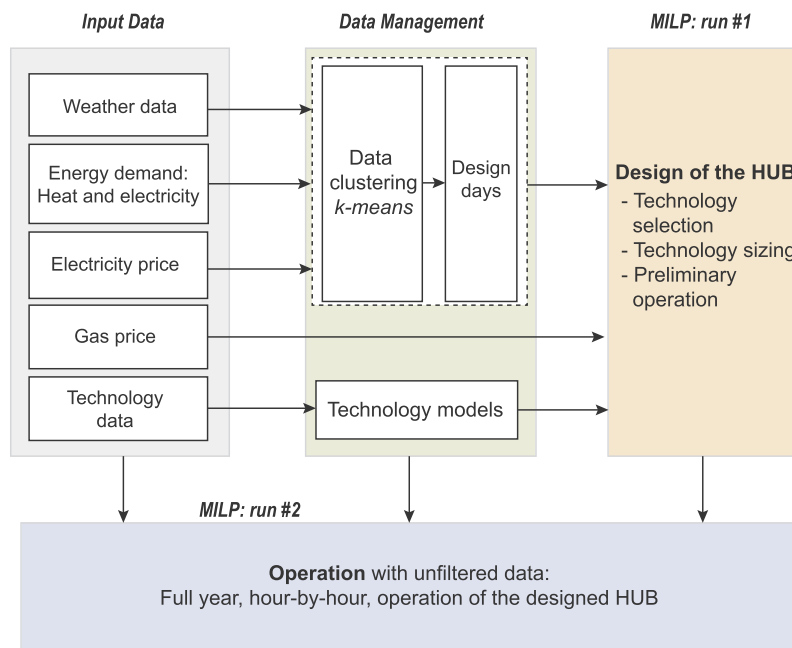 Input Data
Data Management
MILP: run #1
Weather data
Energy demand:
Heat and electricity
Electricity price
Gas price
Technology
data
Data
clustering
k-means
Design
days
Technology models
Design of the HUB
- Technology
selection
- Technology sizing
- Preliminary
operation
MILP: run #2
Operation with unfiltered data:
Full year, hour-by-hour, operation of the designed HUB